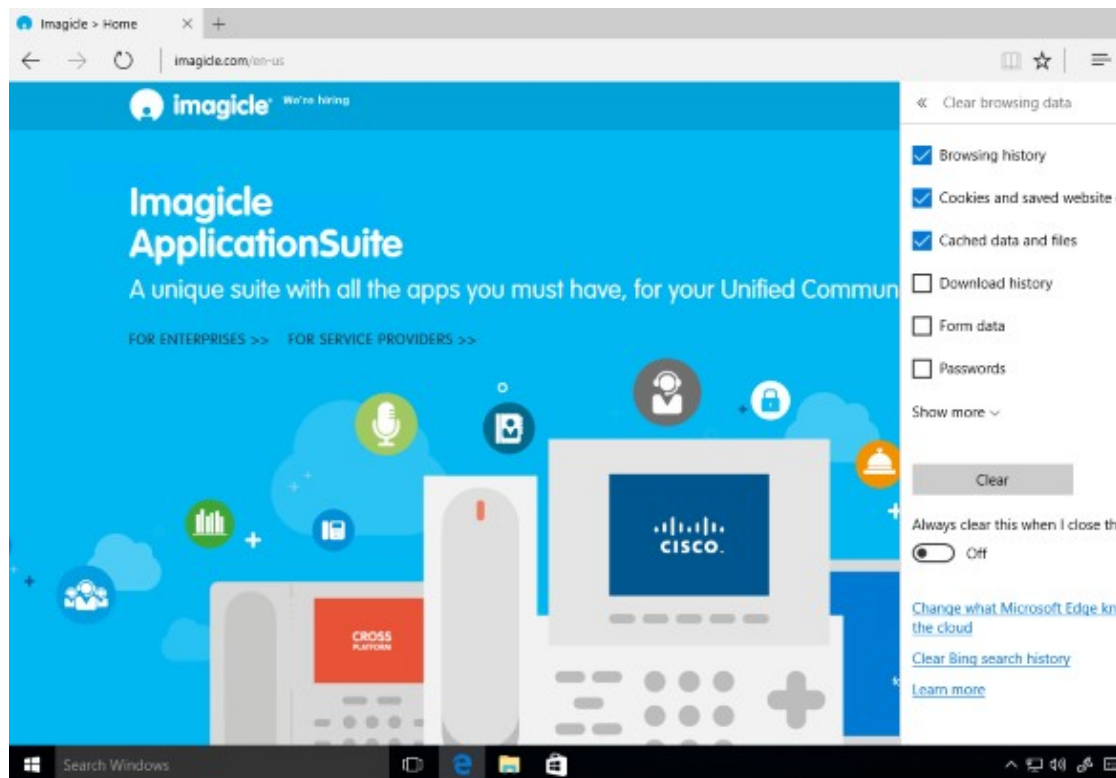 Imagicle > Home
imagicle.com/en-us
imagicle® We're hiring
Imagicle
ApplicationSuite
A unique suite with all the apps you must have, for your Unified Commun
FOR ENTERPRISES >> FOR SERVICE PROVIDERS >>
CISCO.
CROSS
PLATFORM
Clear browsing data
Browsing history
Cookies and saved website
Cached data and files
Download history
Form data
Passwords
Show more
Clear
Always clear this when I close th
Off
Change what Microsoft Edge kn
the cloud
Clear Bing search history
Learn more
Search Windows